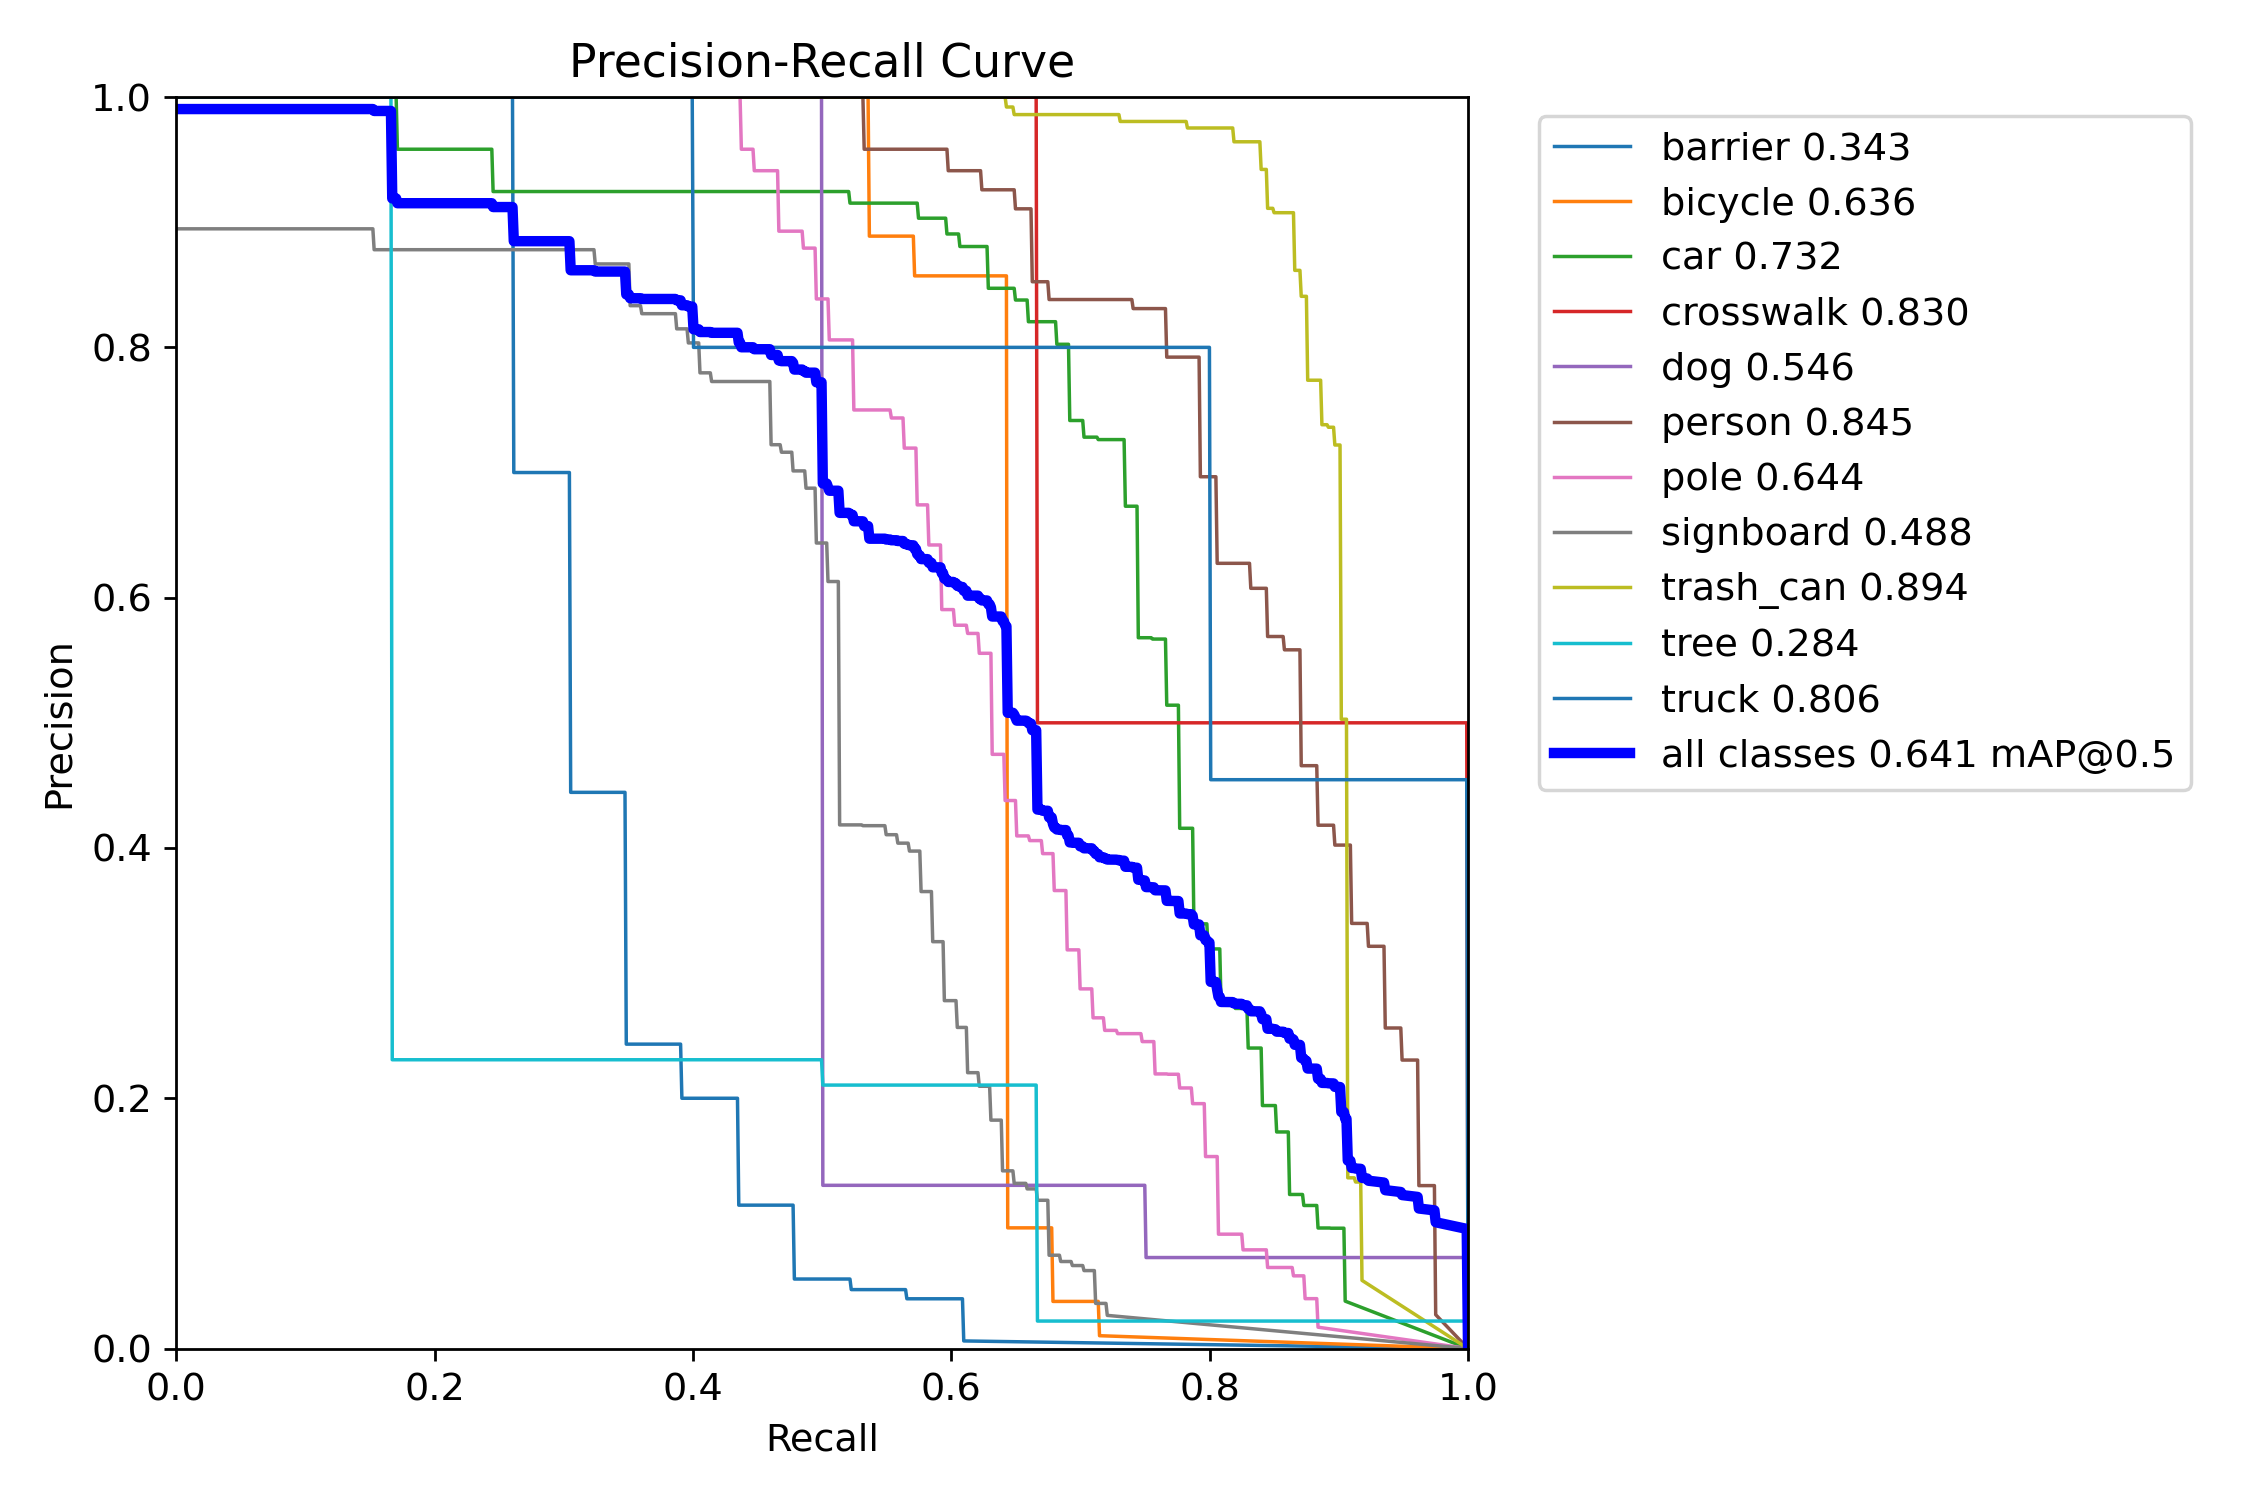 Precision-Recall Curve
1.0
0.8
0.6
0.4
0.2
0.0
Precision
0.0 0.2 0.4 0.6 0.8 1.0
Recall
barrier 0.343
bicycle 0.636
car 0.732
crosswalk 0.830
dog 0.546
person 0.845
pole 0.644
signboard 0.488
trash_can 0.894
tree 0.284
truck 0.806
all classes 0.641 mAP@0.5